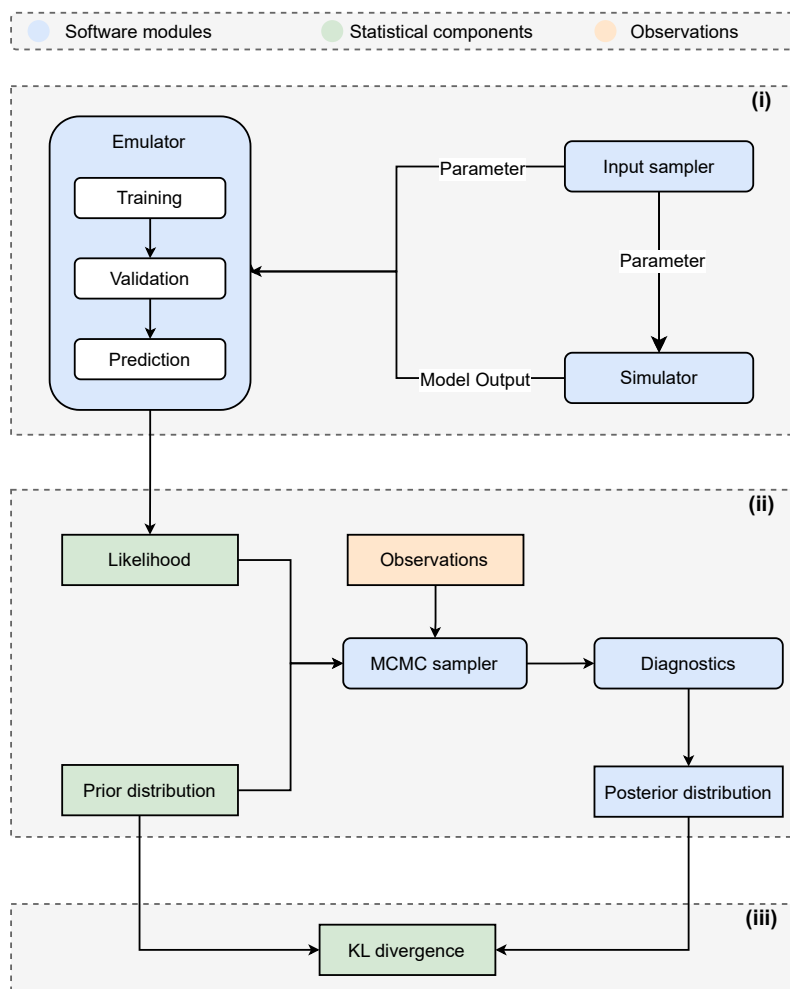 Software modules
Statistical components
Observations
(i)
Emulator
Training
Validation
Prediction
Parameter
Input sampler
Parameter
Model Output
Simulator
(ii)
Likelihood
Observations
MCMC sampler
Diagnostics
Prior distribution
Posterior distribution
(iii)
KL divergence